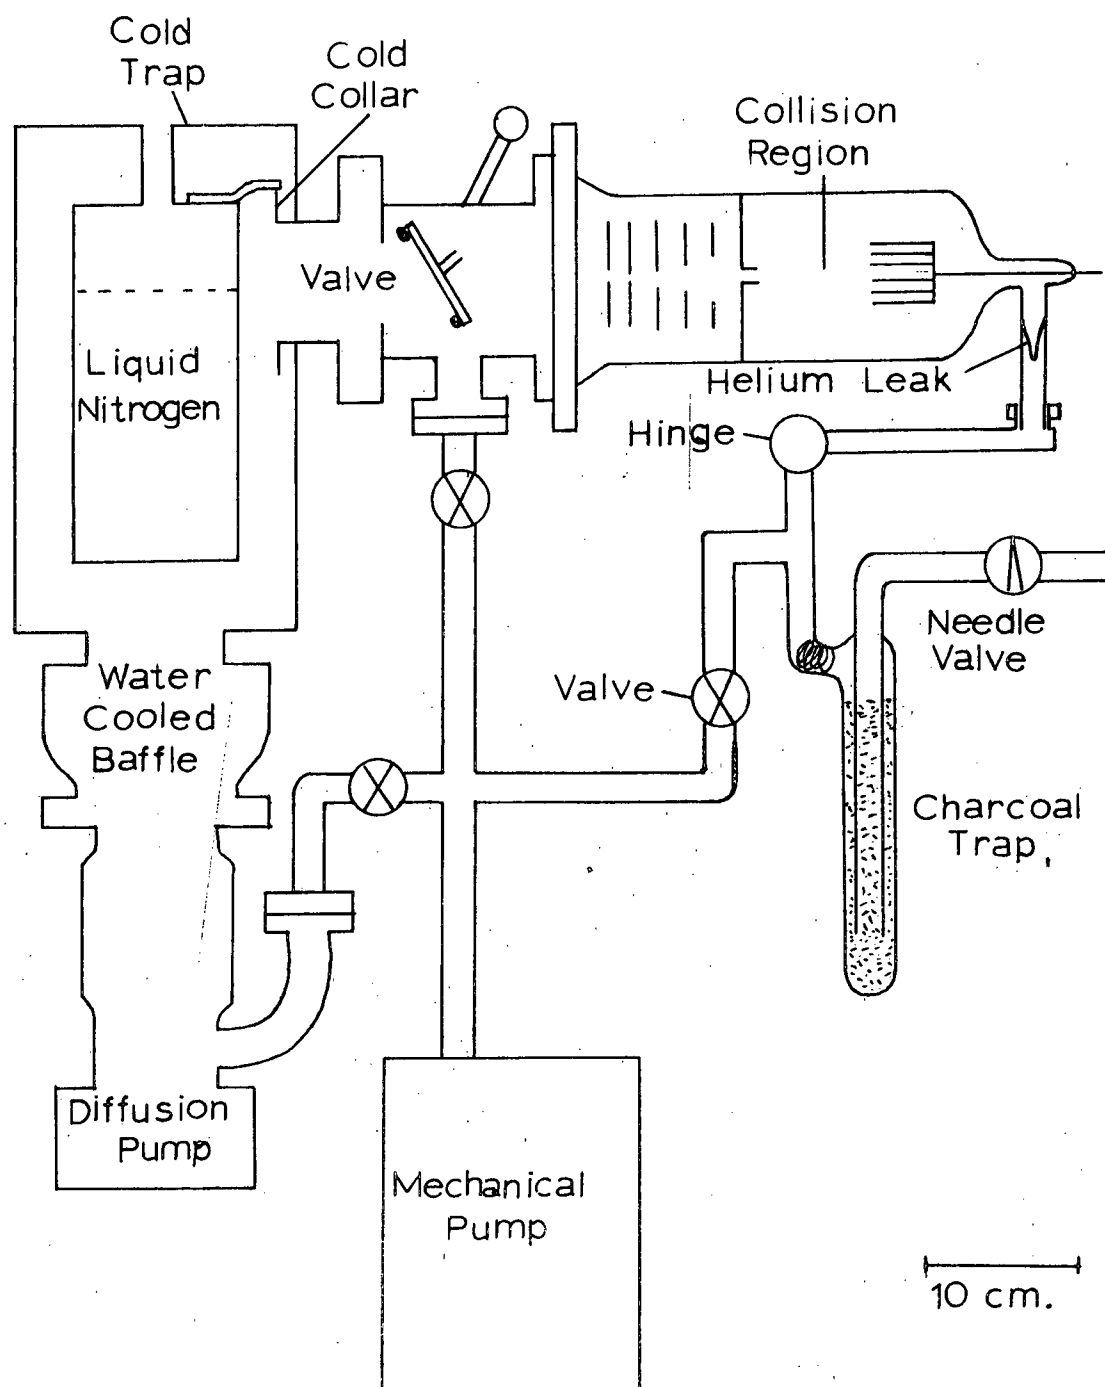 Cold
Trap
Cold
Collar
Collision
Region
Valve
Liquid
Nitrogen
Helium Leak
Hinge
Needle
Valve
Water
Cooled
Baffle
Valve
Charcoal
Trap
Diffusion
Pump
Mechanical
Pump
10 cm.